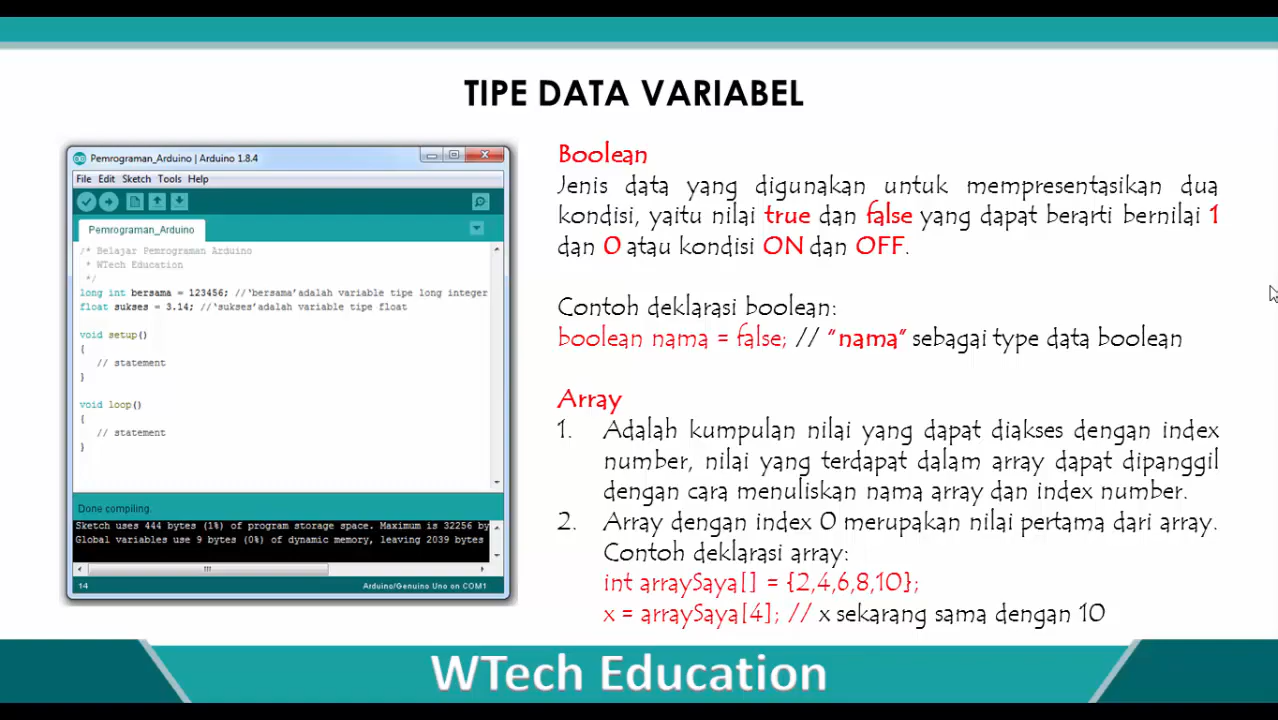 TIPE DATA VARIABEL
Pemrograman_Arduino | Arduino 1.8.4
File Edit Sketch Tools Help
Pemrograman_Arduino
/* Belajar Pemrograman Arduino
* WTech Education
*/
long int bersama = 123456; //'bersama'adalah variable tipe long integer
float sukses = 3.14; //'sukses'adalah variable tipe float
void setup()
{
// statement
}
void loop()
{
// statement
}
Done compiling.
Sketch uses 444 bytes (1%) of program storage space. Maximum is 32256 by
Global variables use 9 bytes (0%) of dynamic memory, leaving 2039 bytes
14 Arduino/Genuino Uno on COM1
Boolean
Jenis data yang digunakan untuk mempresentasikan dua
kondisi, yaitu nilai true dan false yang dapat berarti bernilai 1
dan 0 atau kondisi ON dan OFF.
Contoh deklarasi boolean:
boolean nama = false; // "nama" sebagai type data boolean
Array
1. Adalah kumpulan nilai yang dapat diakses dengan index
number, nilai yang terdapat dalam array dapat dipanggil
dengan cara menuliskan nama array dan index number.
2. Array dengan index 0 merupakan nilai pertama dari array.
Contoh deklarasi array:
int arraySaya[] = {2,4,6,8,10};
x = arraySaya[4]; // x sekarang sama dengan 10
WTech Education